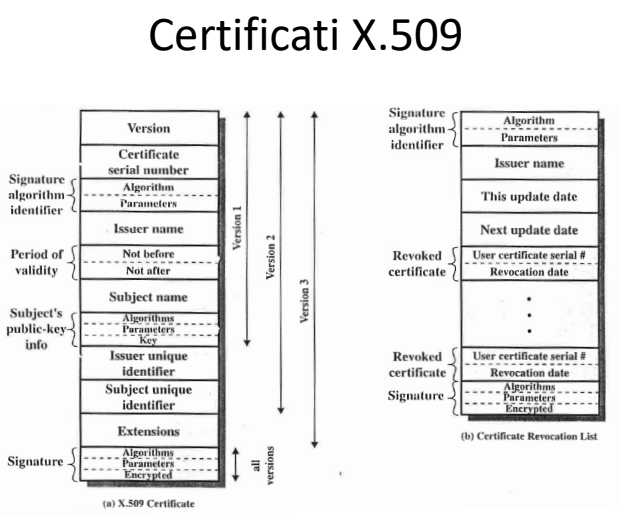 Certificati X.509
Version
Certificate
serial number
Signature
algorithm
identifier
Algorithm
Parameters
Issuer name
Period of
validity
Not before
Not after
Subject name
Subject's
public-key
info
Algorithms
Parameters
Key
Issuer unique
identifier
Subject unique
identifier
Extensions
Signature
Algorithms
Parameters
Encrypted
Version 1
Version 2
Version 3
all
versions
(a) X.509 Certificate
Signature
algorithm
identifier
Algorithm
Parameters
Issuer name
This update date
Next update date
Revoked
certificate
User certificate serial #
Revocation date
Revoked
certificate
User certificate serial #
Revocation date
Signature
Algorithms
Parameters
Encrypted
(b) Certificate Revocation List